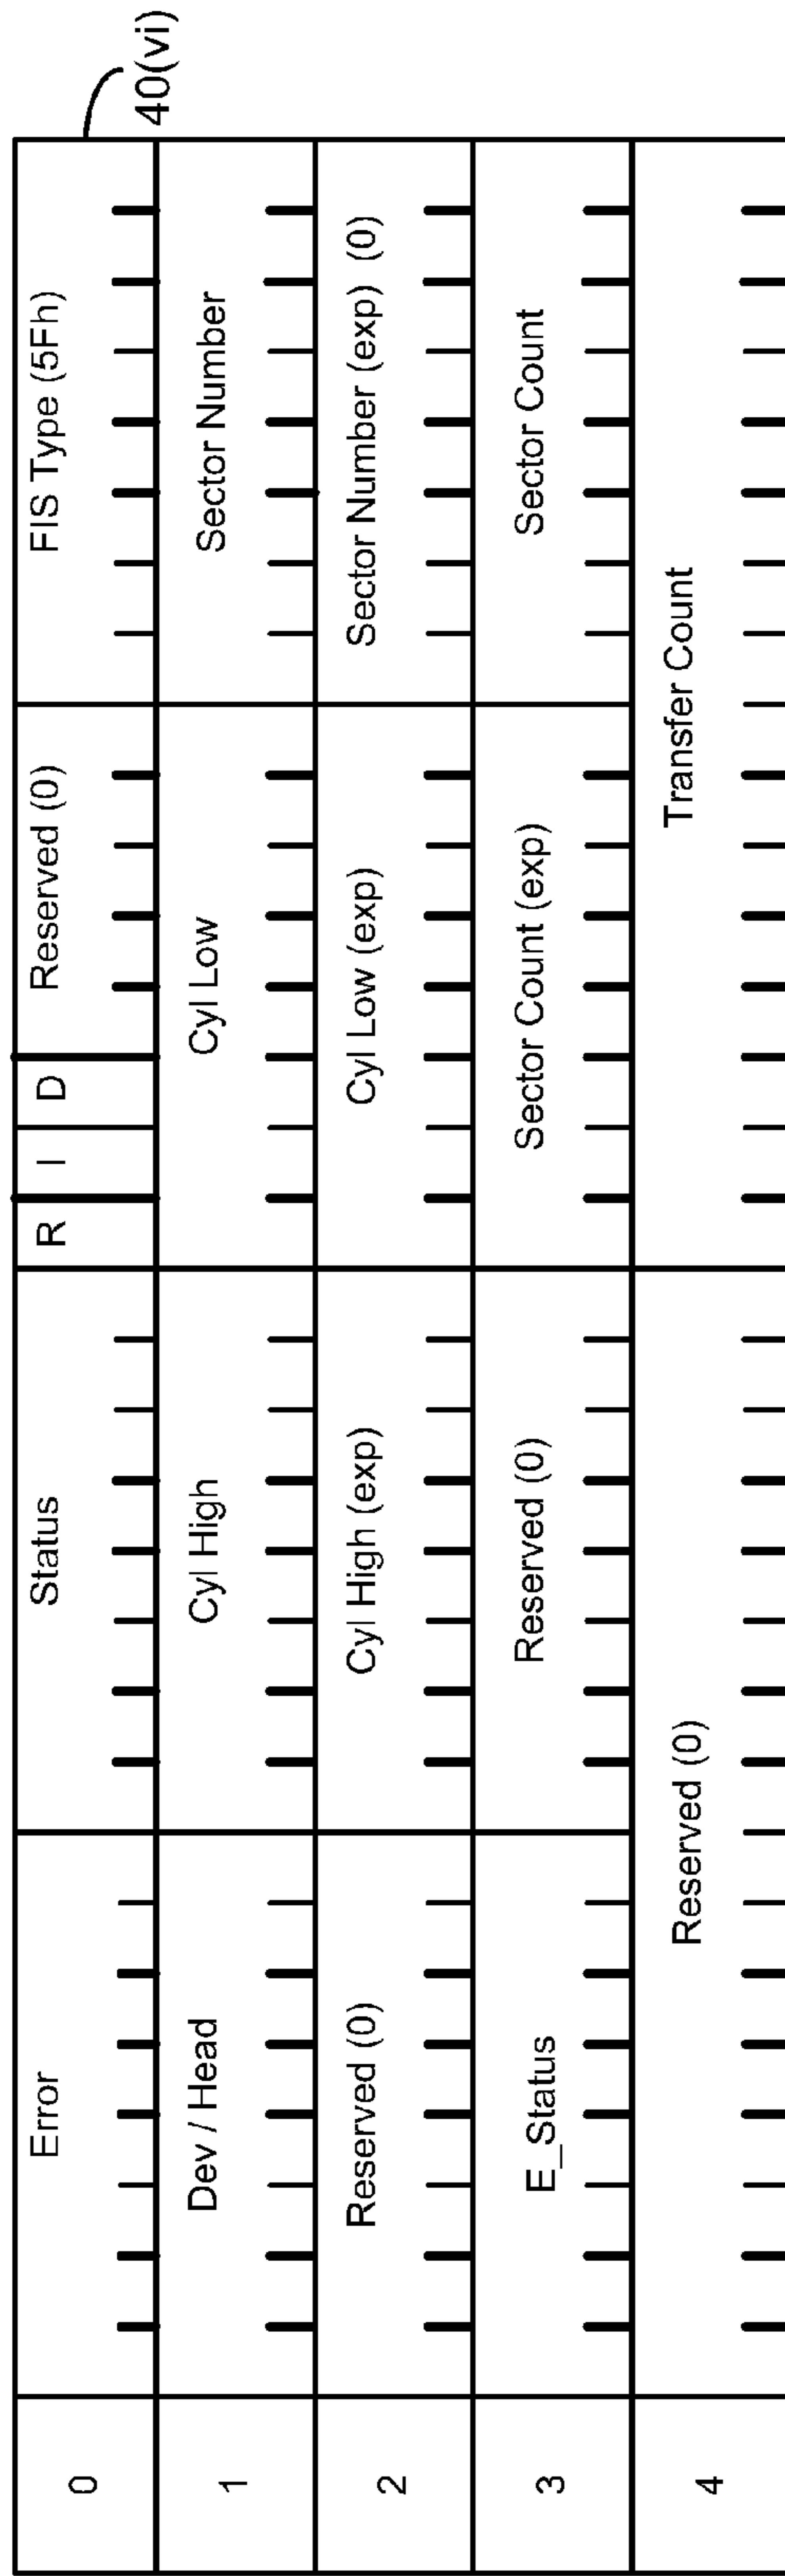 40(vi)
0 Error Status R I D Reserved (0) FIS Type (5Fh)
1 Dev / Head Cyl High Cyl Low Sector Number
2 Reserved (0) Cyl High (exp) Cyl Low (exp) Sector Number (exp) (0)
3 E_Status Reserved (0) Sector Count (exp) Sector Count
4 Reserved (0) Transfer Count